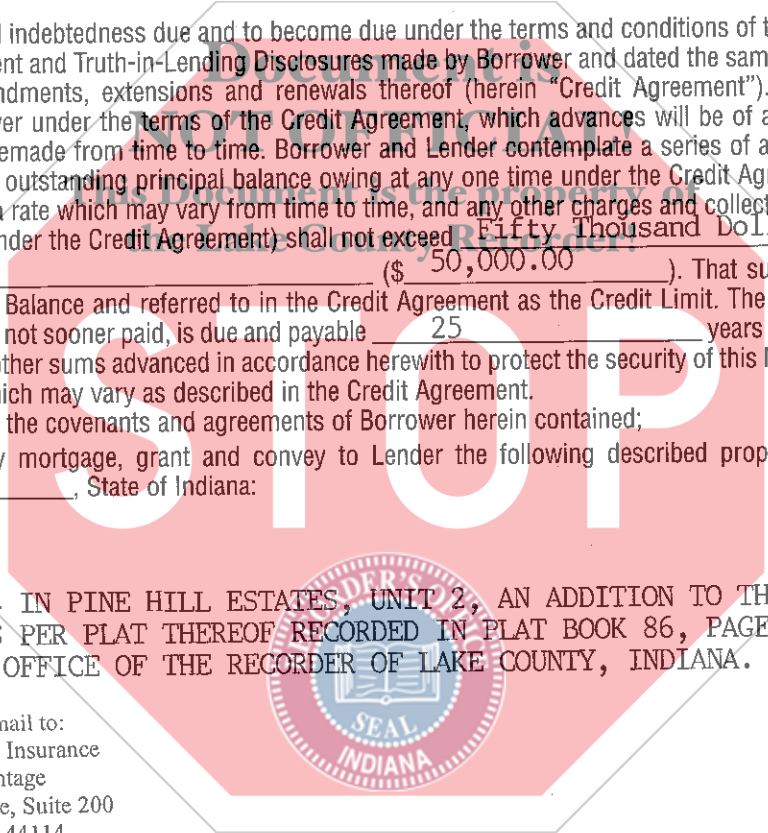 indebtedness due and to become due under the terms and conditions of t
ent and Truth-in-Lending Disclosures made by Borrower and dated the sam
ndments, extensions and renewals thereof (herein “Credit Agreement”).
ver under the terms of the Credit Agreement, which advances will be of a
emade from time to time. Borrower and Lender contemplate a series of a
outstanding principal balance owing at any one time under the Credit Agr
a rate which may vary from time to time, and any other charges and collect
nder the Credit Agreement) shall not exceed Fifty Thousand Dol
($ 50,000.00 ). That su
Balance and referred to in the Credit Agreement as the Credit Limit. The
not sooner paid, is due and payable 25 years
other sums advanced in accordance herewith to protect the security of this
hich may vary as described in the Credit Agreement.
the covenants and agreements of Borrower herein contained;
y mortgage, grant and convey to Lender the following described prop
, State of Indiana:
IN PINE HILL ESTATES, UNIT 2, AN ADDITION TO TH
PER PLAT THEREOF RECORDED IN PLAT BOOK 86, PAGE
OFFICE OF THE RECORDER OF LAKE COUNTY, INDIANA.
mail to:
Insurance
ntage
e, Suite 200
44114
Document is
NOT OFFICIAL!
This Document is the property of
the Lake County Recorder!
STOP
SEAL
INDIANA